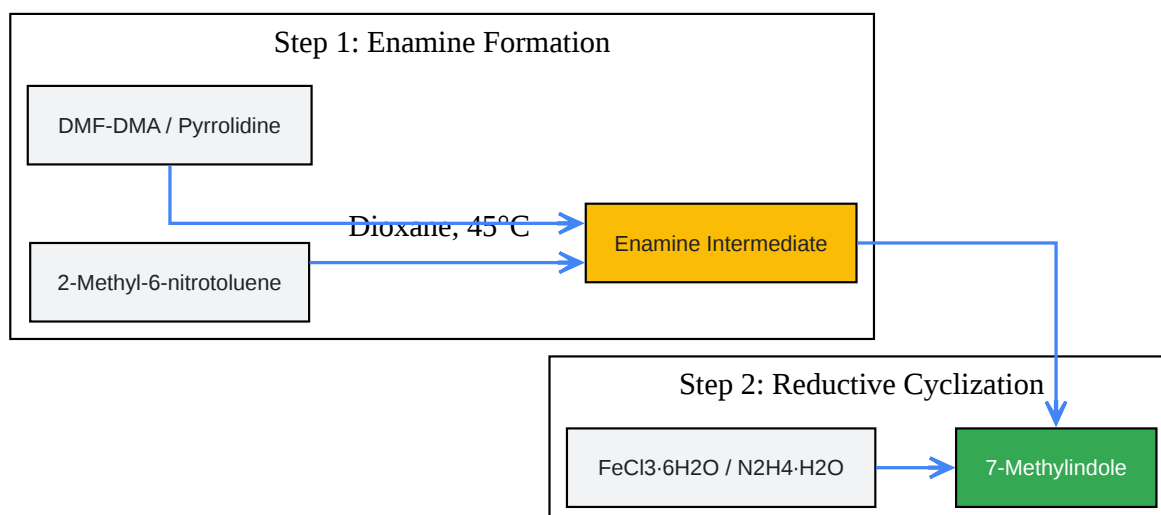 Step 1: Enamine Formation
DMF-DMA / Pyrrolidine
Dioxane, 45°C
2-Methyl-6-nitrotoluene
Enamine Intermediate
Step 2: Reductive Cyclization
FeCl3·6H2O / N2H4·H2O
7-Methylindole